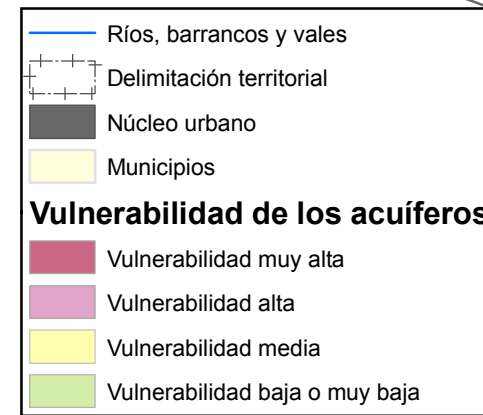 Ríos, barrancos y vales
Delimitación territorial
Núcleo urbano
Municipios
Vulnerabilidad de los acuíferos
Vulnerabilidad muy alta
Vulnerabilidad alta
Vulnerabilidad media
Vulnerabilidad baja o muy baja